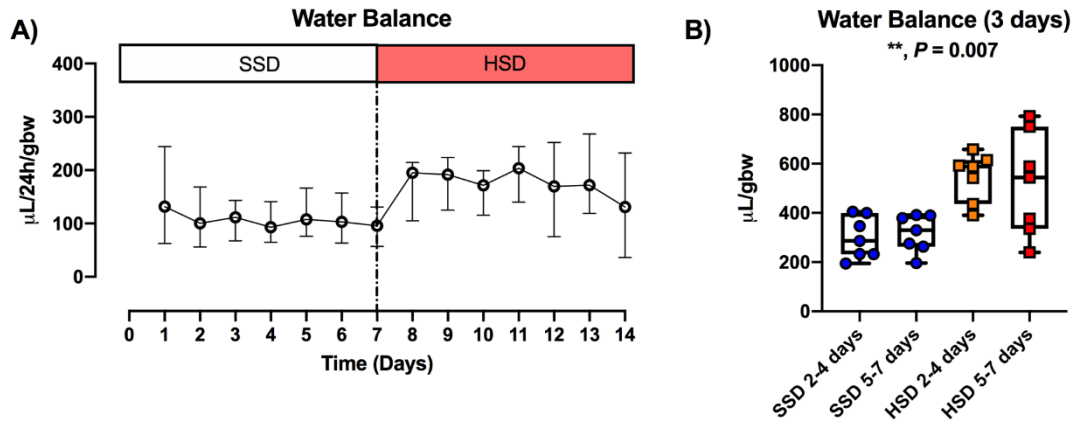 A)
Water Balance
SSD HSD
400
300
200
100
0
μL/24h/gbw
0 1 2 3 4 5 6 7 8 9 10 11 12 13 14
Time (Days)
B)
Water Balance (3 days)
**, P = 0.007
1000
800
600
400
200
0
μL/gbw
SSD 2-4 days
SSD 5-7 days
HSD 2-4 days
HSD 5-7 days